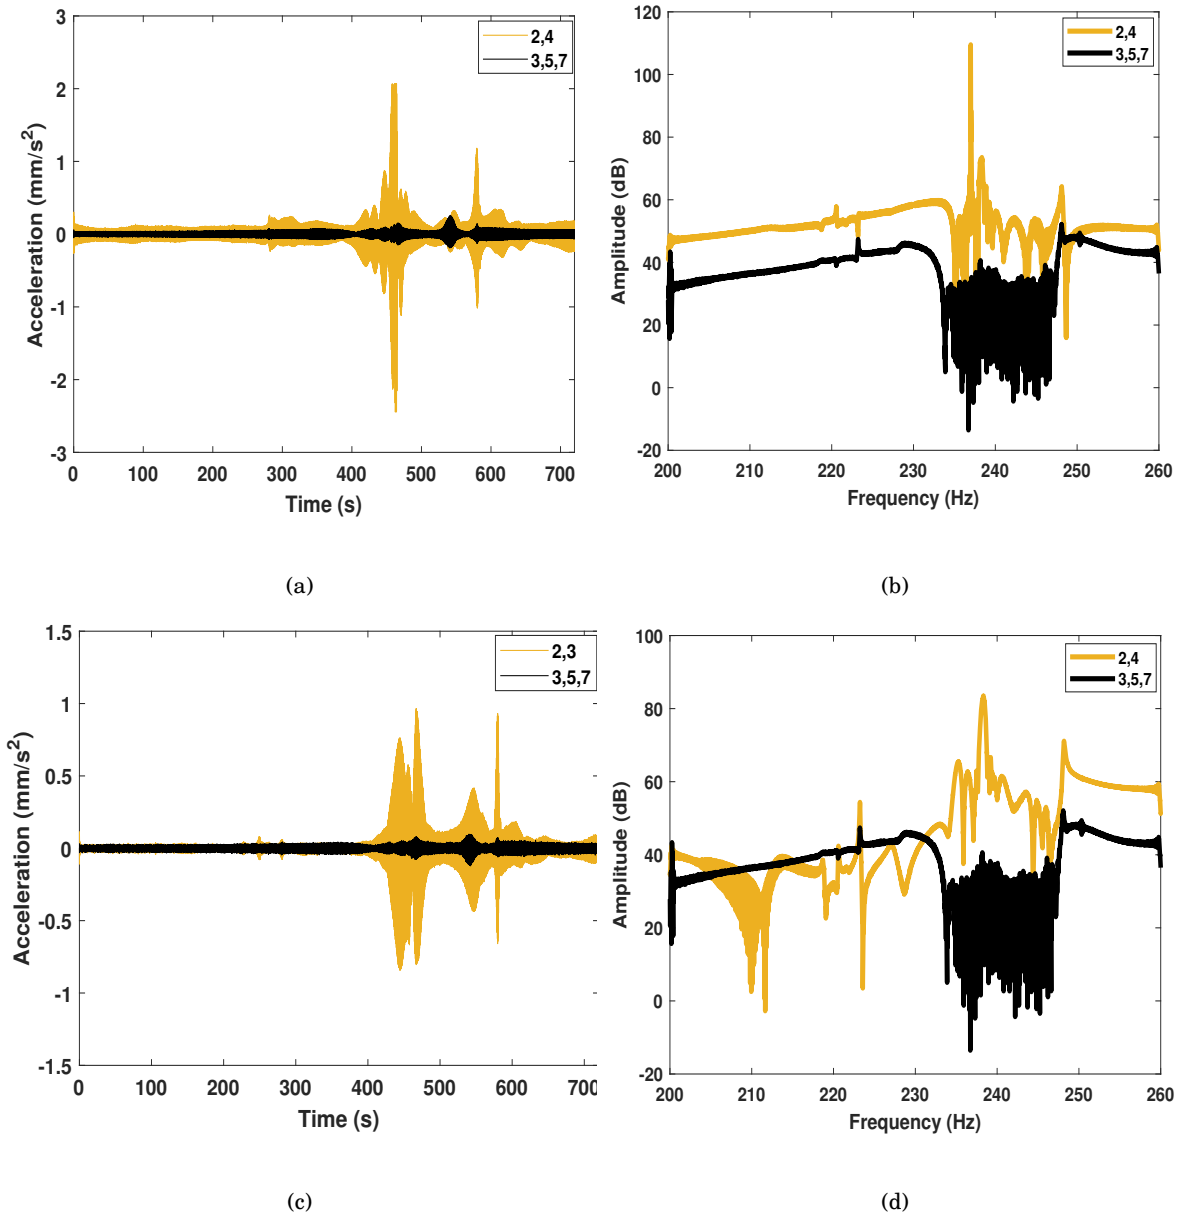 3
2
1
0
-1
-2
-3
0 100 200 300 400 500 600 700
Acceleration (mm/s²)
Time (s)
2,4
3,5,7
120
100
80
60
40
20
0
-20
200 210 220 230 240 250 260
Amplitude (dB)
Frequency (Hz)
2,4
3,5,7
(a)
(b)
1.5
1
0.5
0
-0.5
-1
-1.5
0 100 200 300 400 500 600 700
Acceleration (mm/s²)
Time (s)
2,3
3,5,7
100
80
60
40
20
0
-20
200 210 220 230 240 250 260
Amplitude (dB)
Frequency (Hz)
2,4
3,5,7
(c)
(d)